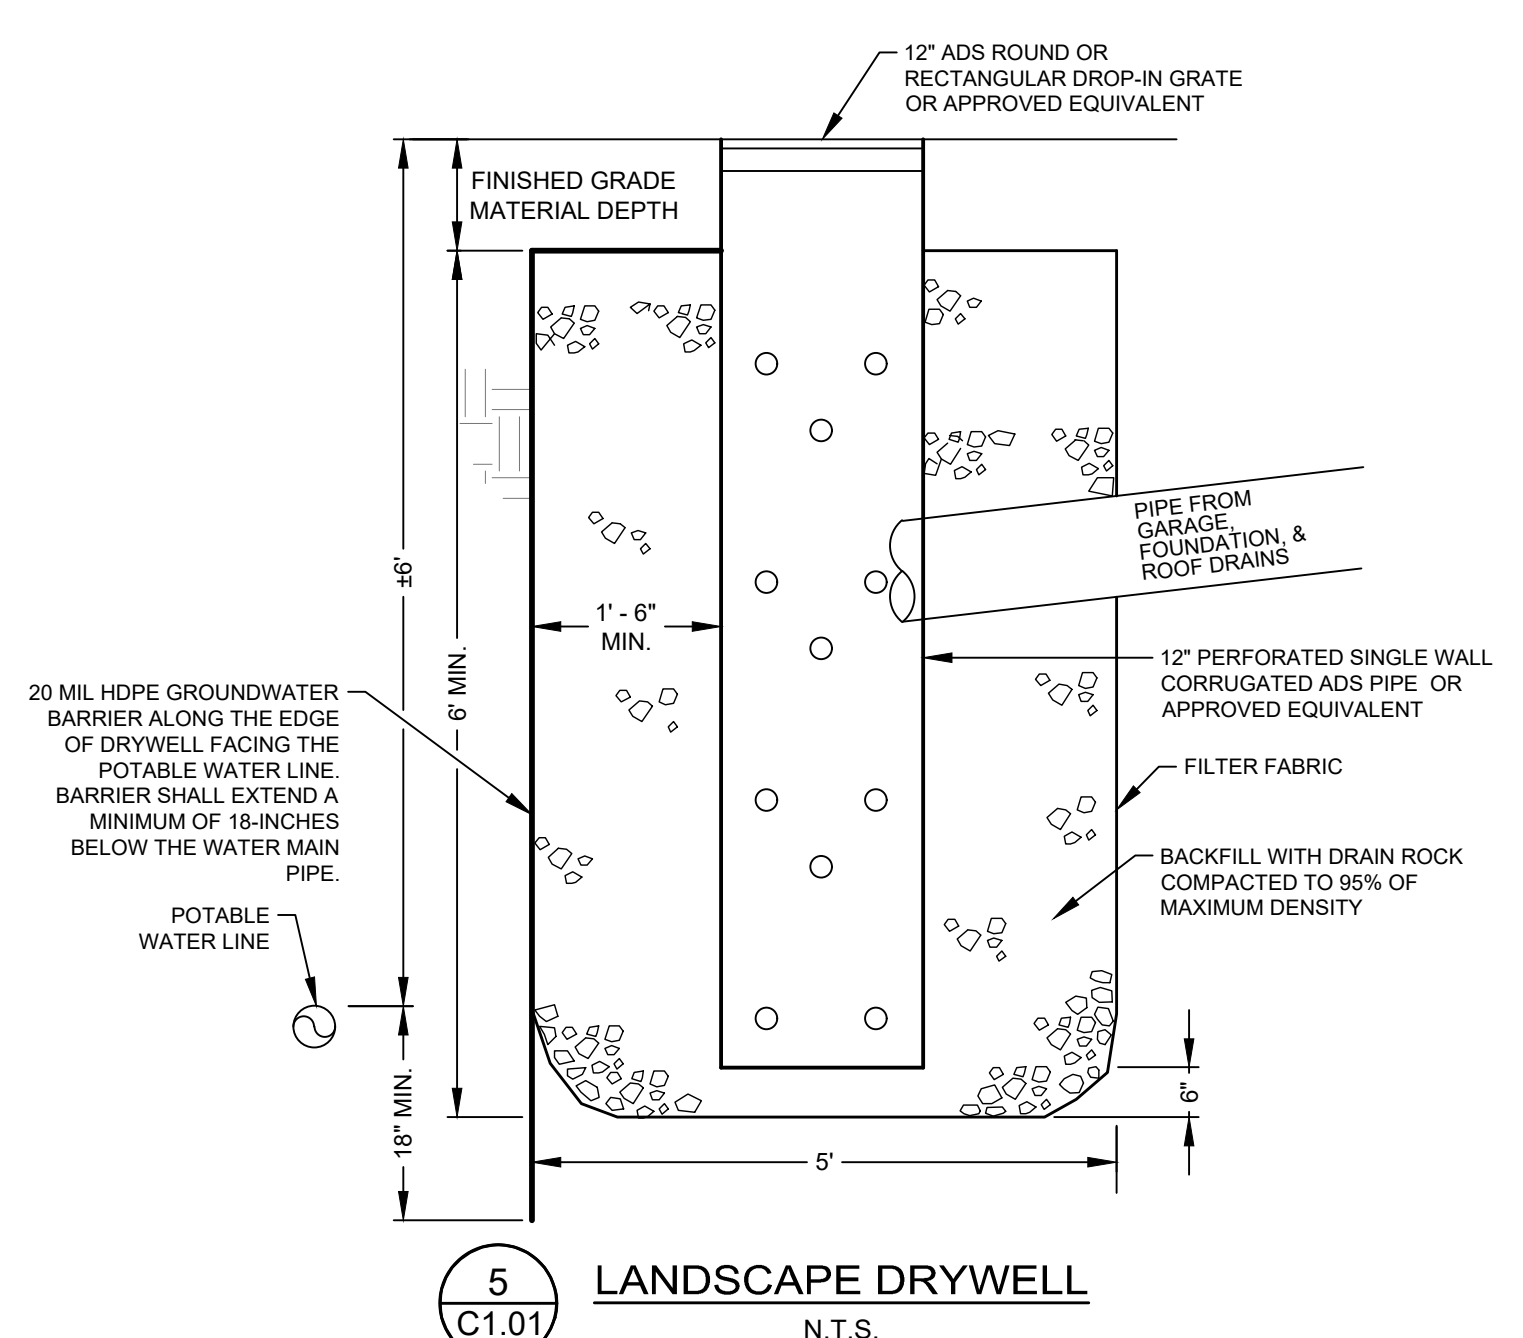 12" ADS ROUND OR
RECTANGULAR DROP-IN GRATE
OR APPROVED EQUIVALENT
FINISHED GRADE
MATERIAL DEPTH
PIPE FROM
GARAGE,
FOUNDATION, &
ROOF DRAINS
±6'
1' - 6"
MIN.
6' MIN.
12" PERFORATED SINGLE WALL
CORRUGATED ADS PIPE OR
APPROVED EQUIVALENT
20 MIL HDPE GROUNDWATER
BARRIER ALONG THE EDGE
OF DRYWELL FACING THE
POTABLE WATER LINE.
BARRIER SHALL EXTEND A
MINIMUM OF 18-INCHES
BELOW THE WATER MAIN
PIPE.
FILTER FABRIC
BACKFILL WITH DRAIN ROCK
COMPACTED TO 95% OF
MAXIMUM DENSITY
POTABLE
WATER LINE
18" MIN.
6"
5'
5
C1.01
LANDSCAPE DRYWELL
N.T.S.